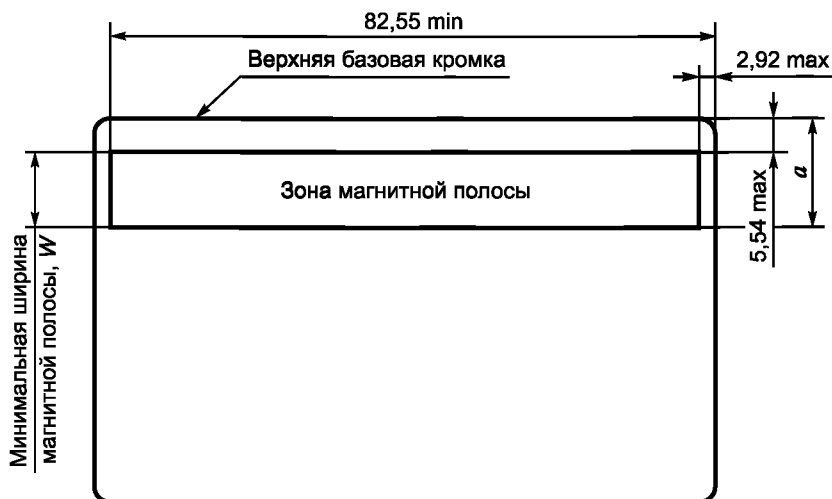 82,55 min
Верхняя базовая кромка
2,92 max
Зона магнитной полосы
5,54 max
a
Минимальная ширина
магнитной полосы, W